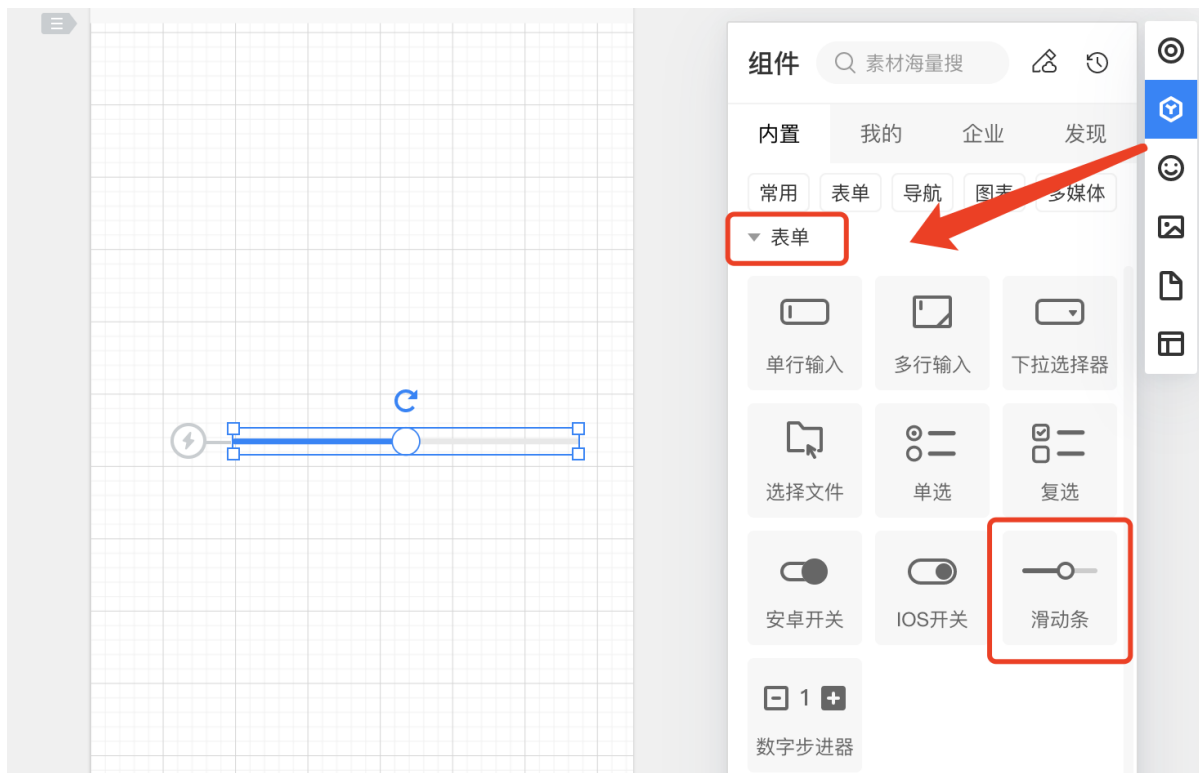 组件 素材海量搜
内置 我的 企业 发现
常用 表单 导航 图表 多媒体
表单
单行输入 多行输入 下拉选择器
选择文件 单选 复选
安卓开关 IOS开关 滑动条
1
数字步进器